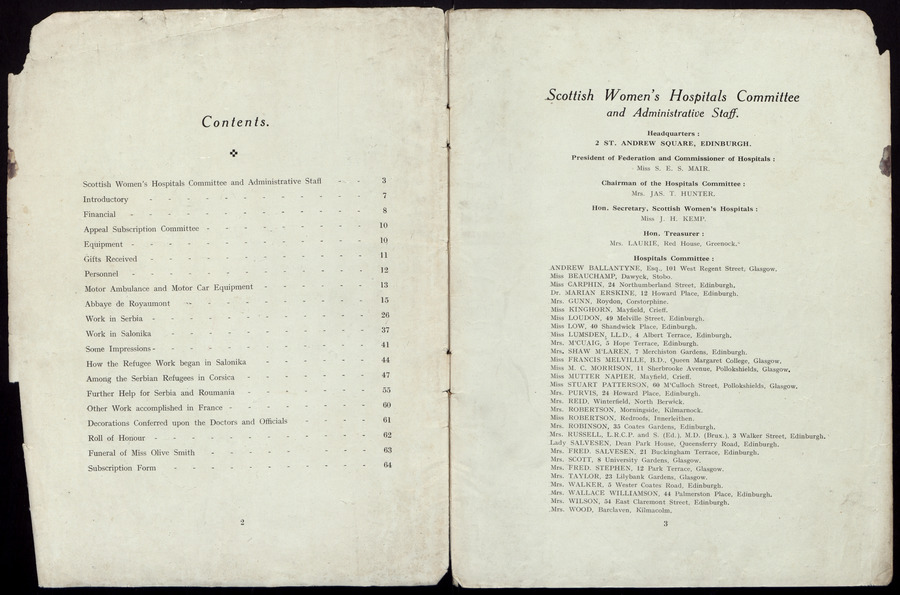 Contents.
Scottish Women's Hospitals Committee and Administrative Staff - - 3
Introductory - - - - - - - - - - - 7
Financial - - - - - - - - - - - - 8
Appeal Subscription Committee - - - - - - - - - 10
Equipment - - - - - - - - - - - - 10
Gifts Received - - - - - - - - - - - 11
Personnel - - - - - - - - - - - - 12
Motor Ambulance and Motor Car Equipment - - - - - - 13
Abbaye de Royaumont - - - - - - - - - 15
Work in Serbia - - - - - - - - - - - 26
Work in Salonika - - - - - - - - - - 37
Some Impressions - - - - - - - - - - - 41
How the Refugee Work began in Salonika - - - - - - 44
Among the Serbian Refugees in Corsica - - - - - - - 47
Further Help for Serbia and Roumania - - - - - - - 55
Other Work accomplished in France - - - - - - - - 60
Decorations Conferred upon the Doctors and Officials - - - - 61
Roll of Honour - - - - - - - - - - - 62
Funeral of Miss Olive Smith - - - - - - - - 63
Subscription Form - - - - - - - - - - 64
2
Scottish Women's Hospitals Committee
and Administrative Staff.
Headquarters :
2 ST. ANDREW SQUARE, EDINBURGH.
President of Federation and Commissioner of Hospitals :
Miss S. E. S. MAIR.
Chairman of the Hospitals Committee :
Mrs. JAS. T. HUNTER.
Hon. Secretary, Scottish Women's Hospitals :
Miss J. H. KEMP.
Hon. Treasurer :
Mrs. LAURIE, Red House, Greenock.
Hospitals Committee :
ANDREW BALLANTYNE, Esq., 101 West Regent Street, Glasgow.
Miss BEAUCHAMP, Dawyck, Stobo.
Miss CARPHIN, 24 Northumberland Street, Edinburgh,
Dr. MARIAN ERSKINE, 12 Howard Place, Edinburgh.
Mrs. GUNN, Roydon, Corstorphine.
Miss KINGHORN, Mayfield, Crieff.
Miss LOUDON, 49 Melville Street, Edinburgh.
Miss LOW, 40 Shandwick Place, Edinburgh.
Miss LUMSDEN, LL.D., 4 Albert Terrace, Edinburgh.
Mrs. M'CUAIG, 5 Hope Terrace, Edinburgh.
Mrs. SHAW M'LAREN, 7 Merchiston Gardens, Edinburgh.
Miss FRANCIS MELVILLE, B.D., Queen Margaret College, Glasgow,
Miss M. C. MORRISON, 11 Sherbrooke Avenue, Pollokshields, Glasgow,
Miss MUTTER NAPIER, Mayfield, Crieff.
Miss STUART PATTERSON, 60 M'Culloch Street, Pollokshields, Glasgow,
Mrs. PURVIS, 24 Howard Place, Edinburgh.
Mrs. REID, Winterfield, North Berwick.
Mrs. ROBERTSON, Morningside, Kilmarnock.
Miss ROBERTSON, Redroofs, Innerleithen.
Mrs. ROBINSON, 35 Coates Gardens, Edinburgh.
Mrs. RUSSELL, L.R.C.P. and S. (Ed.), M.D. (Brux.), 3 Walker Street, Edinburgh.
Lady SALVESEN, Dean Park House, Queensferry Road, Edinburgh.
Mrs. FRED. SALVESEN, 21 Buckingham Terrace, Edinburgh.
Mrs. SCOTT, 8 University Gardens, Glasgow.
Mrs. FRED. STEPHEN, 12 Park Terrace, Glasgow.
Mrs. TAYLOR, 23 Lilybank Gardens, Glasgow.
Mrs. WALKER, 5 Wester Coates Road, Edinburgh.
Mrs. WALLACE WILLIAMSON, 44 Palmerston Place, Edinburgh.
Mrs. WILSON, 54 East Claremont Street, Edinburgh.
Mrs. WOOD, Barclaven, Kilmacolm.
3